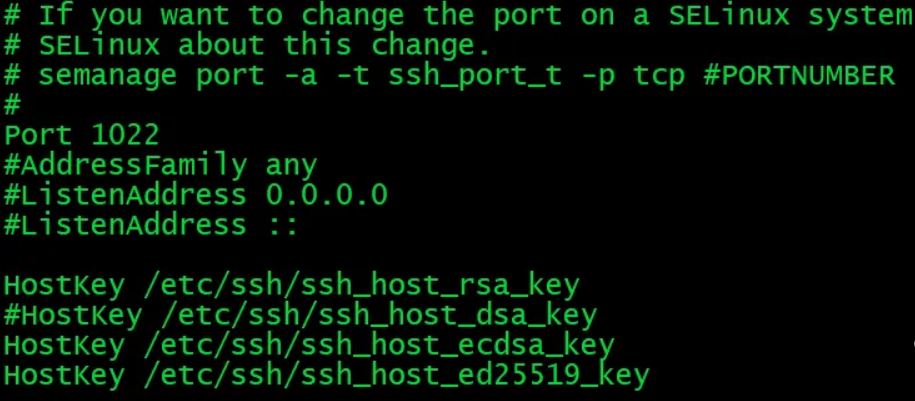 # If you want to change the port on a SELinux system
# SELinux about this change.
# semanage port -a -t ssh_port_t -p tcp #PORTNUMBER
#
Port 1022
#AddressFamily any
#ListenAddress 0.0.0.0
#ListenAddress ::
HostKey /etc/ssh/ssh_host_rsa_key
#HostKey /etc/ssh/ssh_host_dsa_key
HostKey /etc/ssh/ssh_host_ecdsa_key
HostKey /etc/ssh/ssh_host_ed25519_key